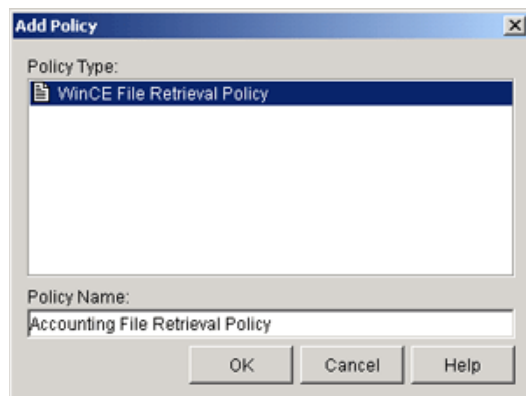 Add Policy
Policy Type:
WinCE File Retrieval Policy
Policy Name:
Accounting File Retrieval Policy
OK Cancel Help